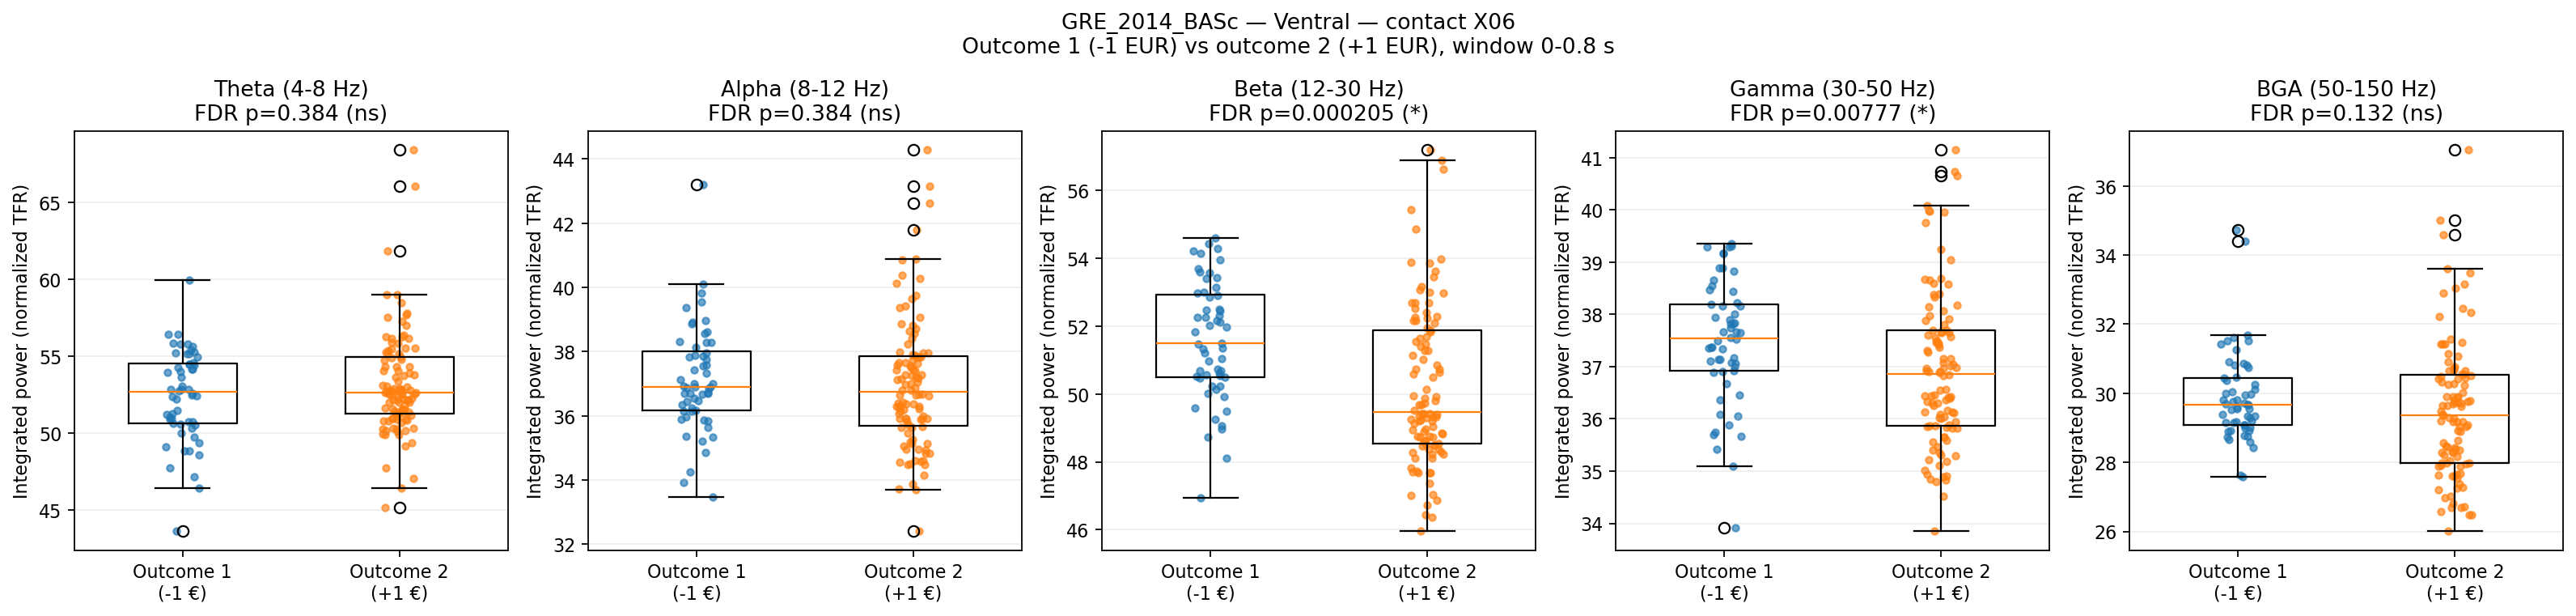 GRE_2014_BASc — Ventral — contact X06
Outcome 1 (-1 EUR) vs outcome 2 (+1 EUR), window 0-0.8 s
Theta (4-8 Hz)
FDR p=0.384 (ns)
Integrated power (normalized TFR)
65
60
55
50
45
Outcome 1
(-1 €)
Outcome 2
(+1 €)
Alpha (8-12 Hz)
FDR p=0.384 (ns)
Integrated power (normalized TFR)
44
42
40
38
36
34
32
Outcome 1
(-1 €)
Outcome 2
(+1 €)
Beta (12-30 Hz)
FDR p=0.000205 (*)
Integrated power (normalized TFR)
56
54
52
50
48
46
Outcome 1
(-1 €)
Outcome 2
(+1 €)
Gamma (30-50 Hz)
FDR p=0.00777 (*)
Integrated power (normalized TFR)
41
40
39
38
37
36
35
34
Outcome 1
(-1 €)
Outcome 2
(+1 €)
BGA (50-150 Hz)
FDR p=0.132 (ns)
Integrated power (normalized TFR)
36
34
32
30
28
26
Outcome 1
(-1 €)
Outcome 2
(+1 €)